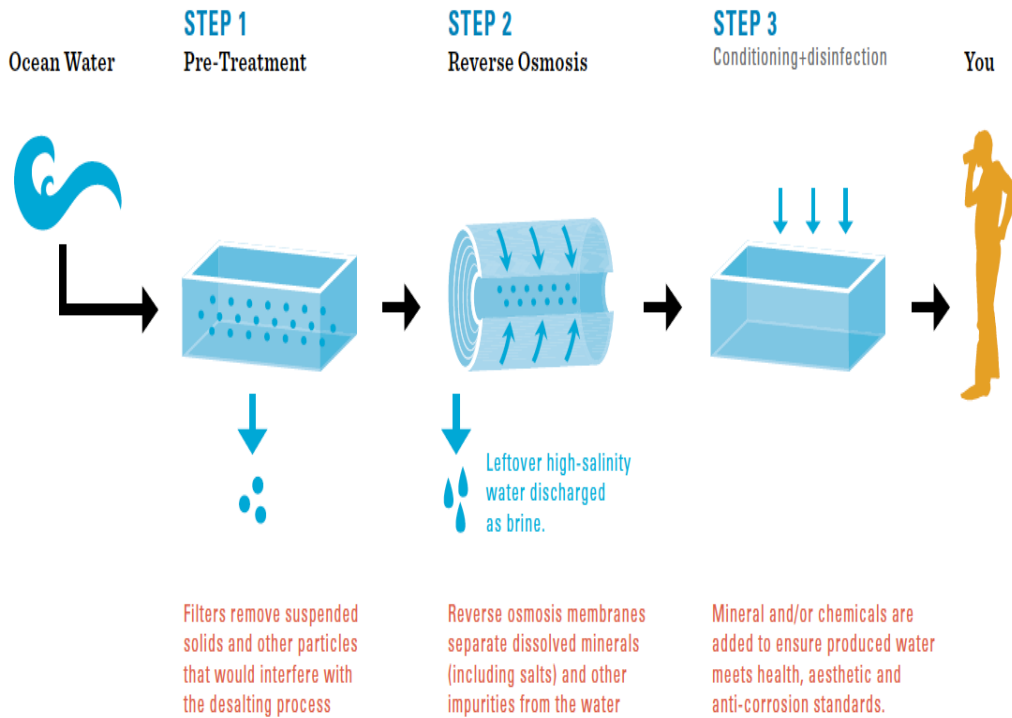 Ocean Water
STEP 1
Pre-Treatment
STEP 2
Reverse Osmosis
STEP 3
Conditioning+disinfection
You
Leftover high-salinity
water discharged
as brine.
Filters remove suspended
solids and other particles
that would interfere with
the desalting process
Reverse osmosis membranes
separate dissolved minerals
(including salts) and other
impurities from the water
Mineral and/or chemicals are
added to ensure produced water
meets health, aesthetic and
anti-corrosion standards.